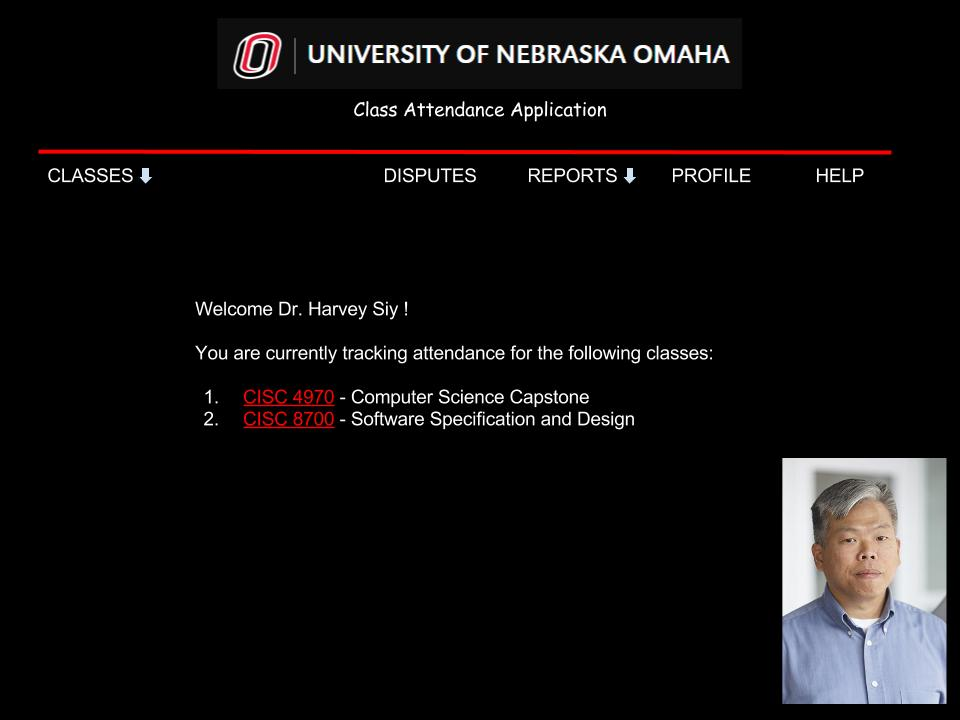 UNIVERSITY OF NEBRASKA OMAHA
Class Attendance Application
CLASSES DISPUTES REPORTS PROFILE HELP
Welcome Dr. Harvey Siy !
You are currently tracking attendance for the following classes:
1. CISC 4970 - Computer Science Capstone
2. CISC 8700 - Software Specification and Design